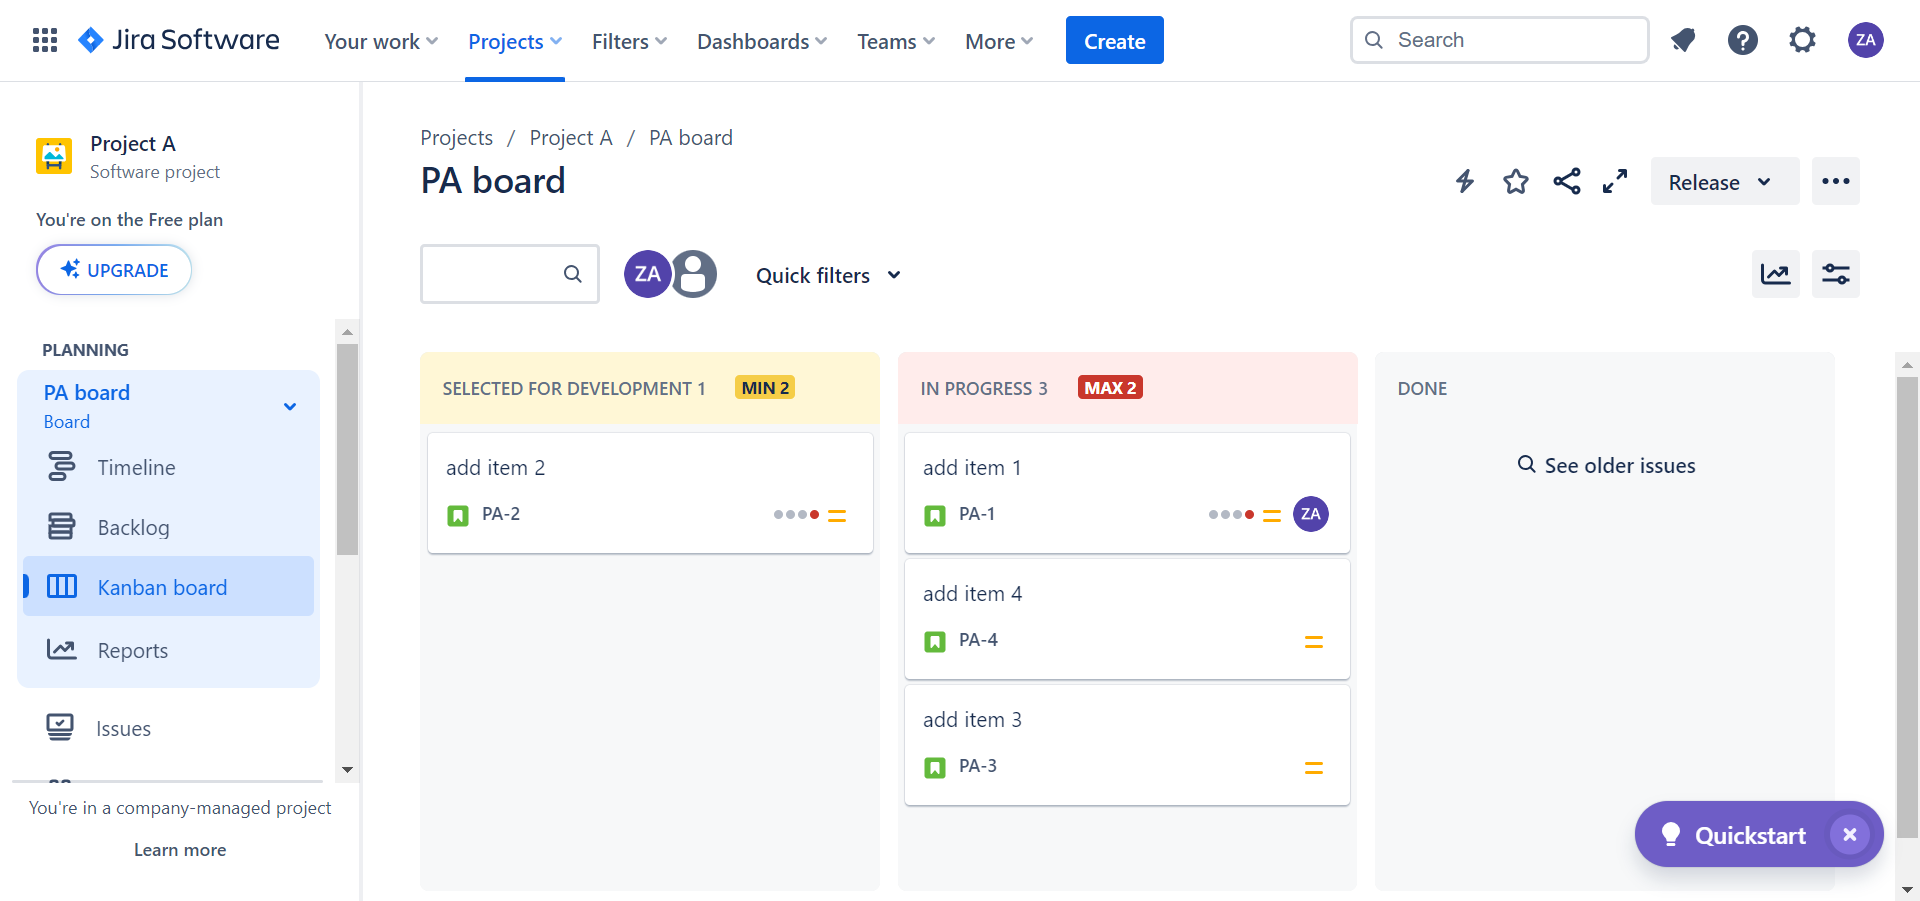 Jira Software
Your work
Projects
Filters
Dashboards
Teams
More
Create
Search
ZA
Project A
Software project
You're on the Free plan
UPGRADE
PLANNING
PA board
Board
Timeline
Backlog
Kanban board
Reports
Issues
You're in a company-managed project
Learn more
Projects / Project A / PA board
PA board
Release
ZA
Quick filters
SELECTED FOR DEVELOPMENT 1
MIN 2
add item 2
PA-2
IN PROGRESS 3
MAX 2
add item 1
PA-1
ZA
add item 4
PA-4
add item 3
PA-3
DONE
See older issues
Quickstart